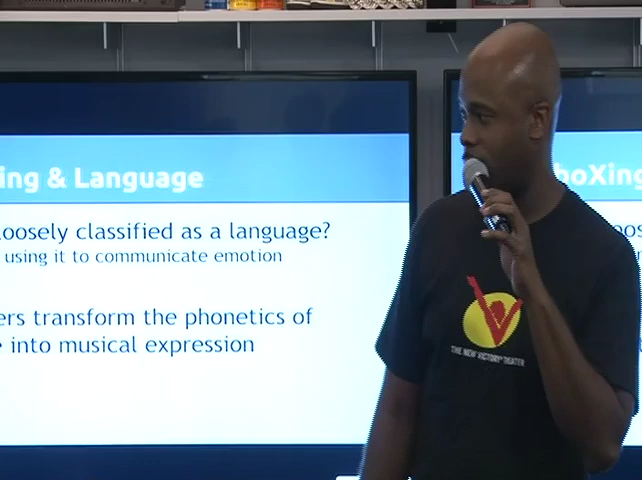 ing & Language
oosely classified as a language?
using it to communicate emotion
ers transform the phonetics of
into musical expression
boXing
THE NEW VICTORY THEATER